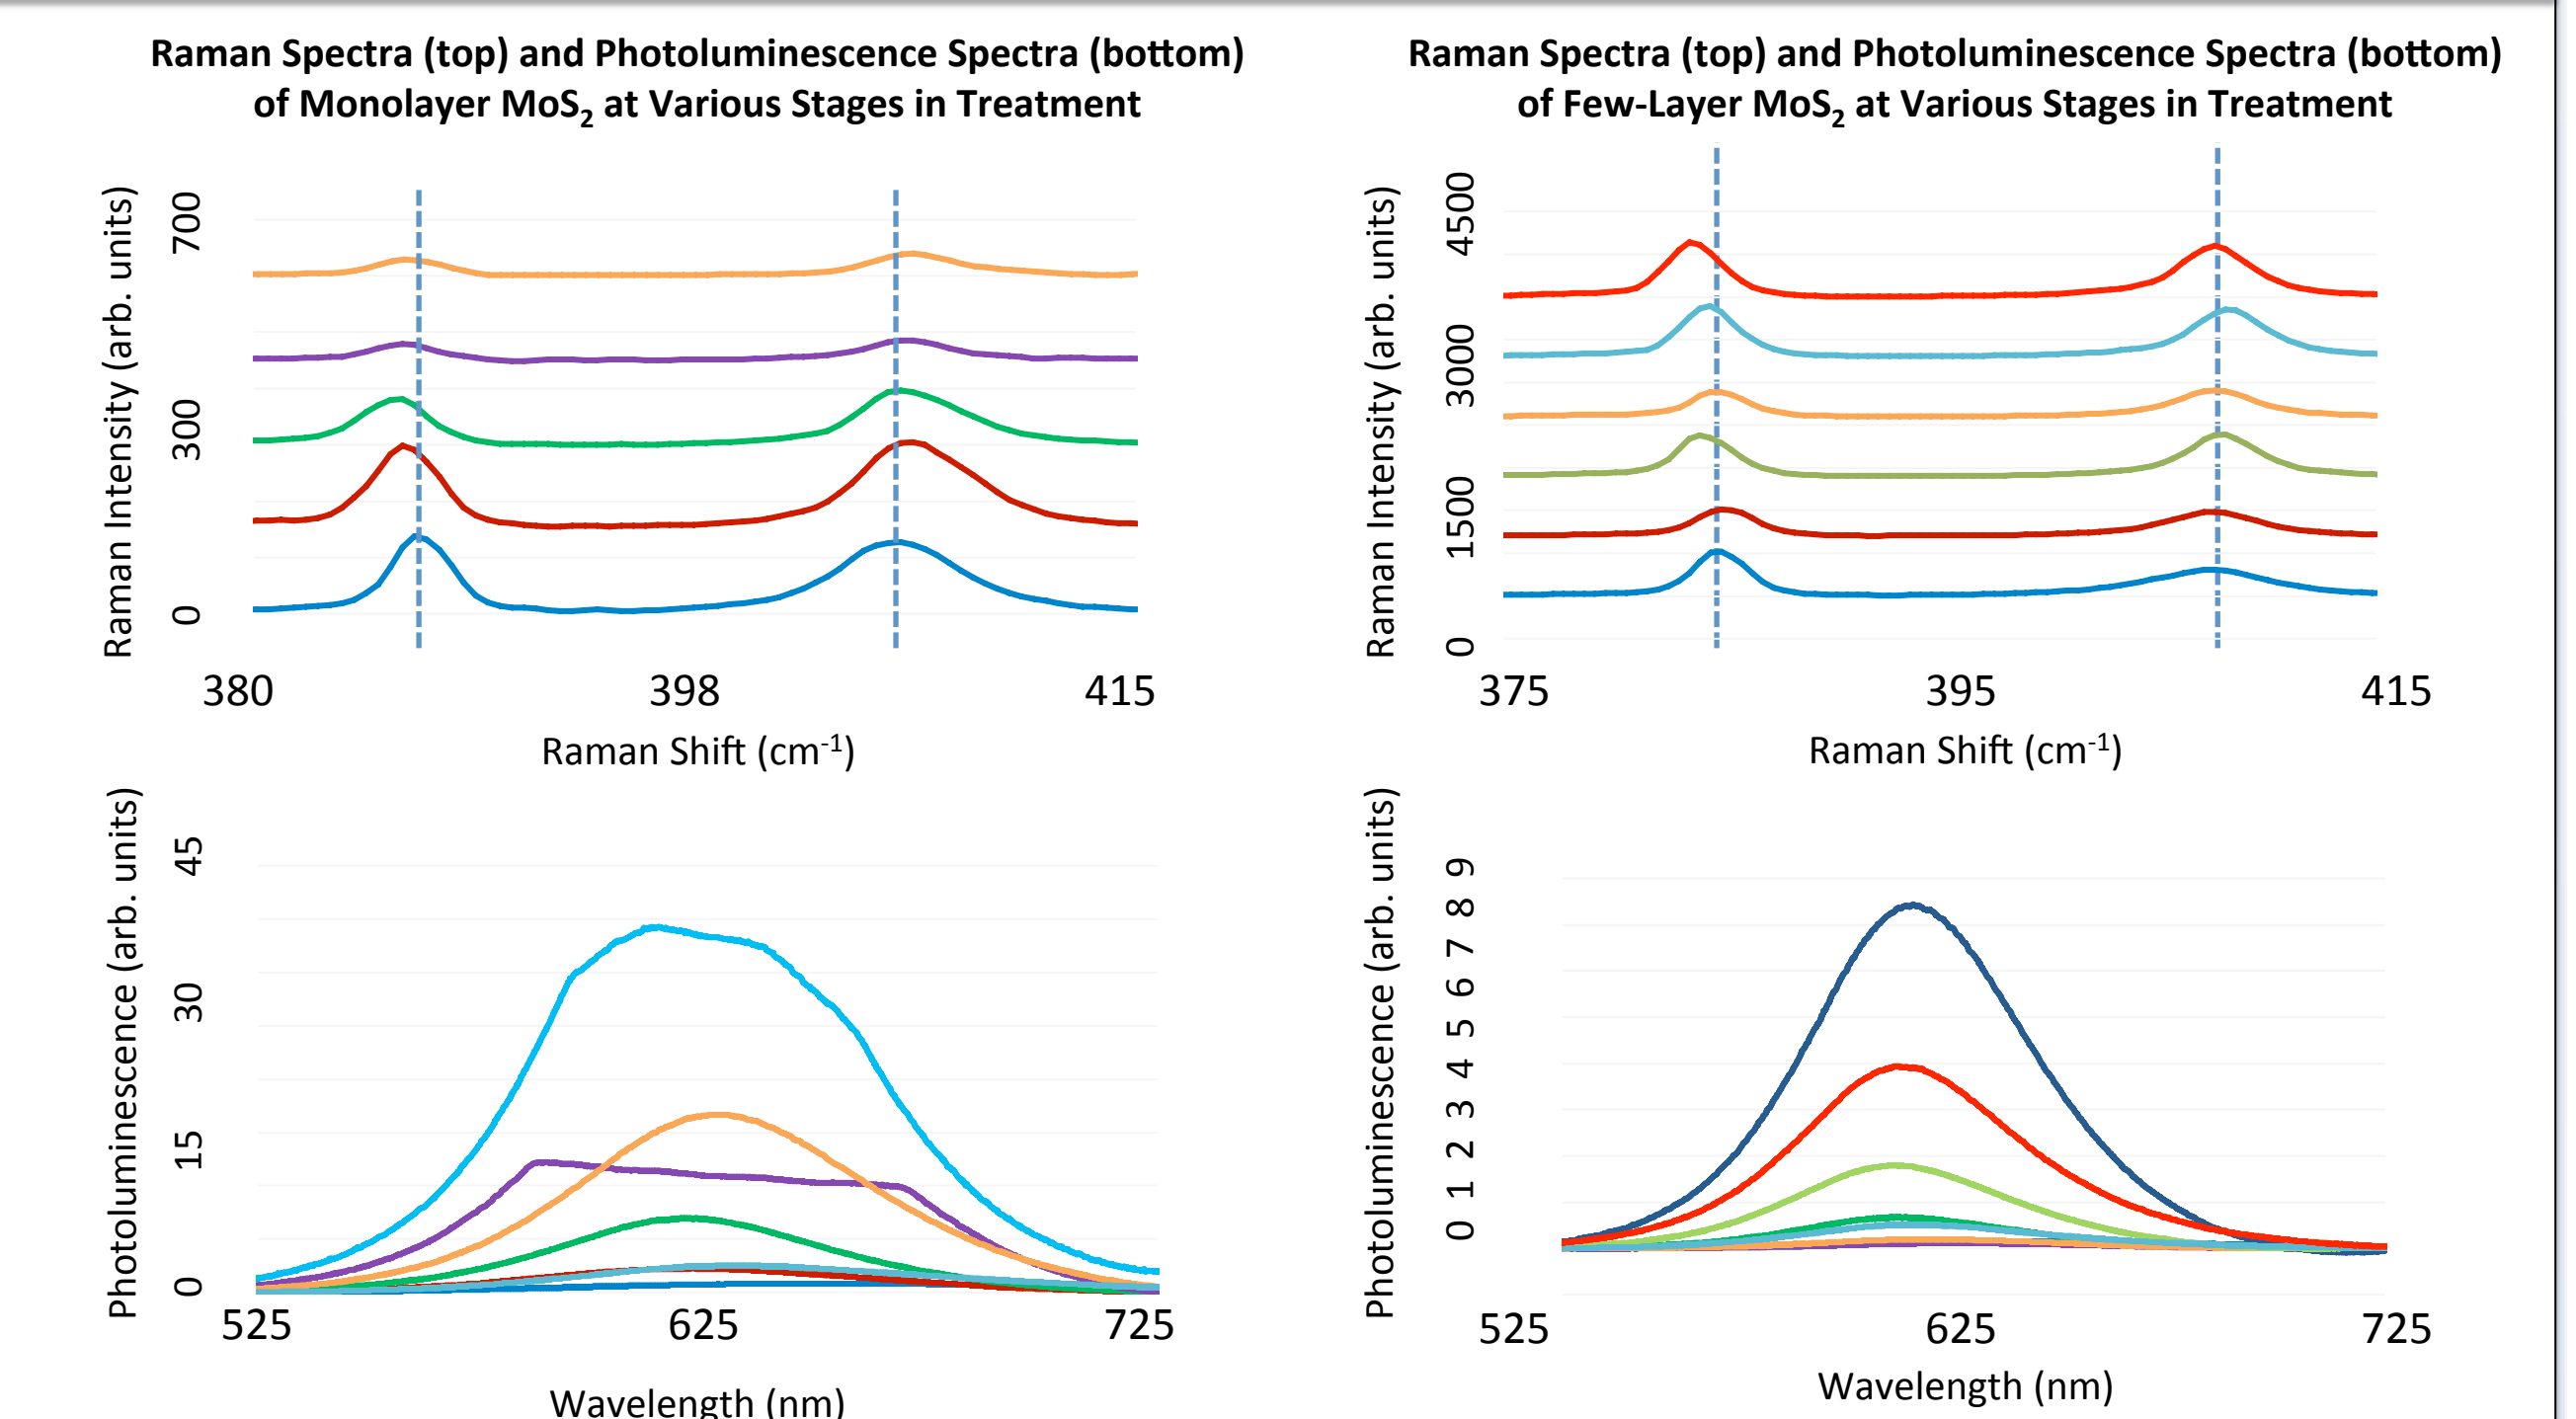 Raman Spectra (top) and Photoluminescence Spectra (bottom)
of Monolayer MoS₂ at Various Stages in Treatment
Raman Intensity (arb. units)
700
300
0
380 398 415
Raman Shift (cm⁻¹)
Photoluminescence (arb. units)
45
30
15
0
525 625 725
Wavelength (nm)
Raman Spectra (top) and Photoluminescence Spectra (bottom)
of Few-Layer MoS₂ at Various Stages in Treatment
Raman Intensity (arb. units)
4500
3000
1500
0
375 395 415
Raman Shift (cm⁻¹)
Photoluminescence (arb. units)
9
8
7
6
5
4
3
2
1
0
525 625 725
Wavelength (nm)